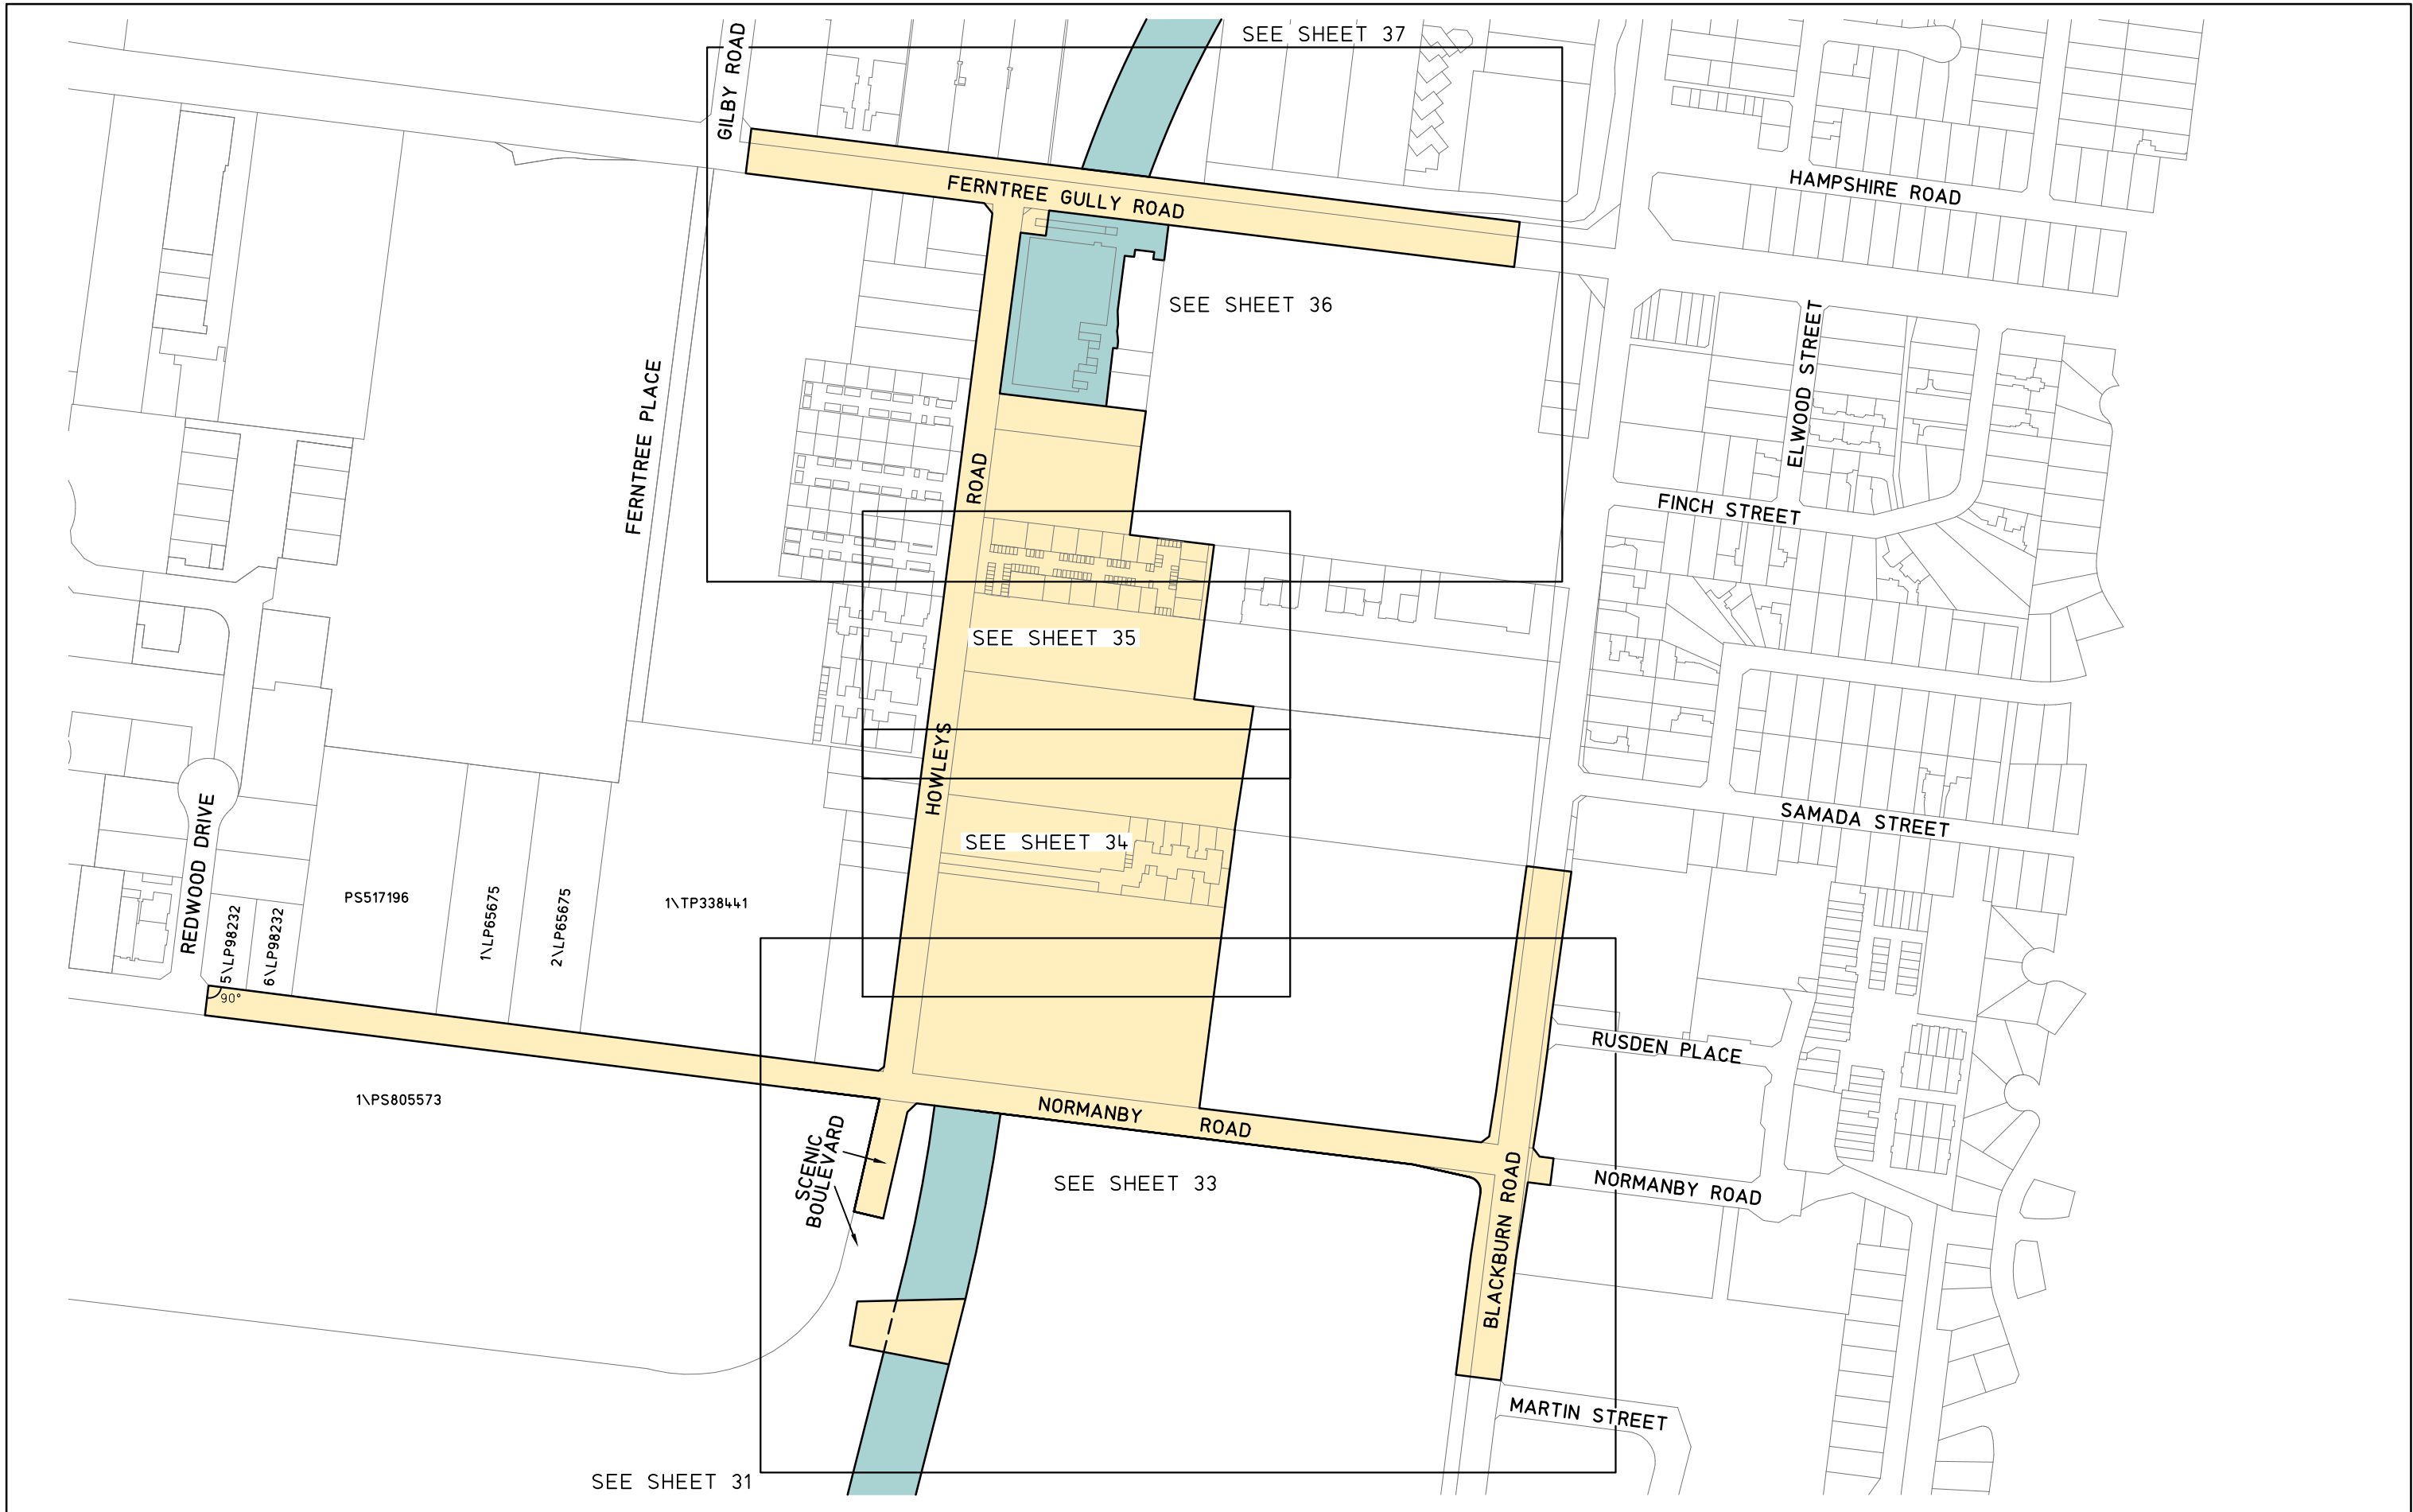 SEE SHEET 37
GILBY ROAD
FERNTREE GULLY ROAD
HAMPSHIRE ROAD
SEE SHEET 36
ELWOOD STREET
FERNTREE PLACE
ROAD
FINCH STREET
SEE SHEET 35
HOWLEYS
REDWOOD DRIVE
SAMADA STREET
SEE SHEET 34
PS517196
1\LP65675
2\LP65675
1\TP338441
5\LP98232
6\LP98232
90°
RUSDEN PLACE
1\PS805573
NORMANBY ROAD
SCENIC
BOULEVARD
SEE SHEET 33
NORMANBY ROAD
BLACKBURN ROAD
MARTIN STREET
SEE SHEET 31